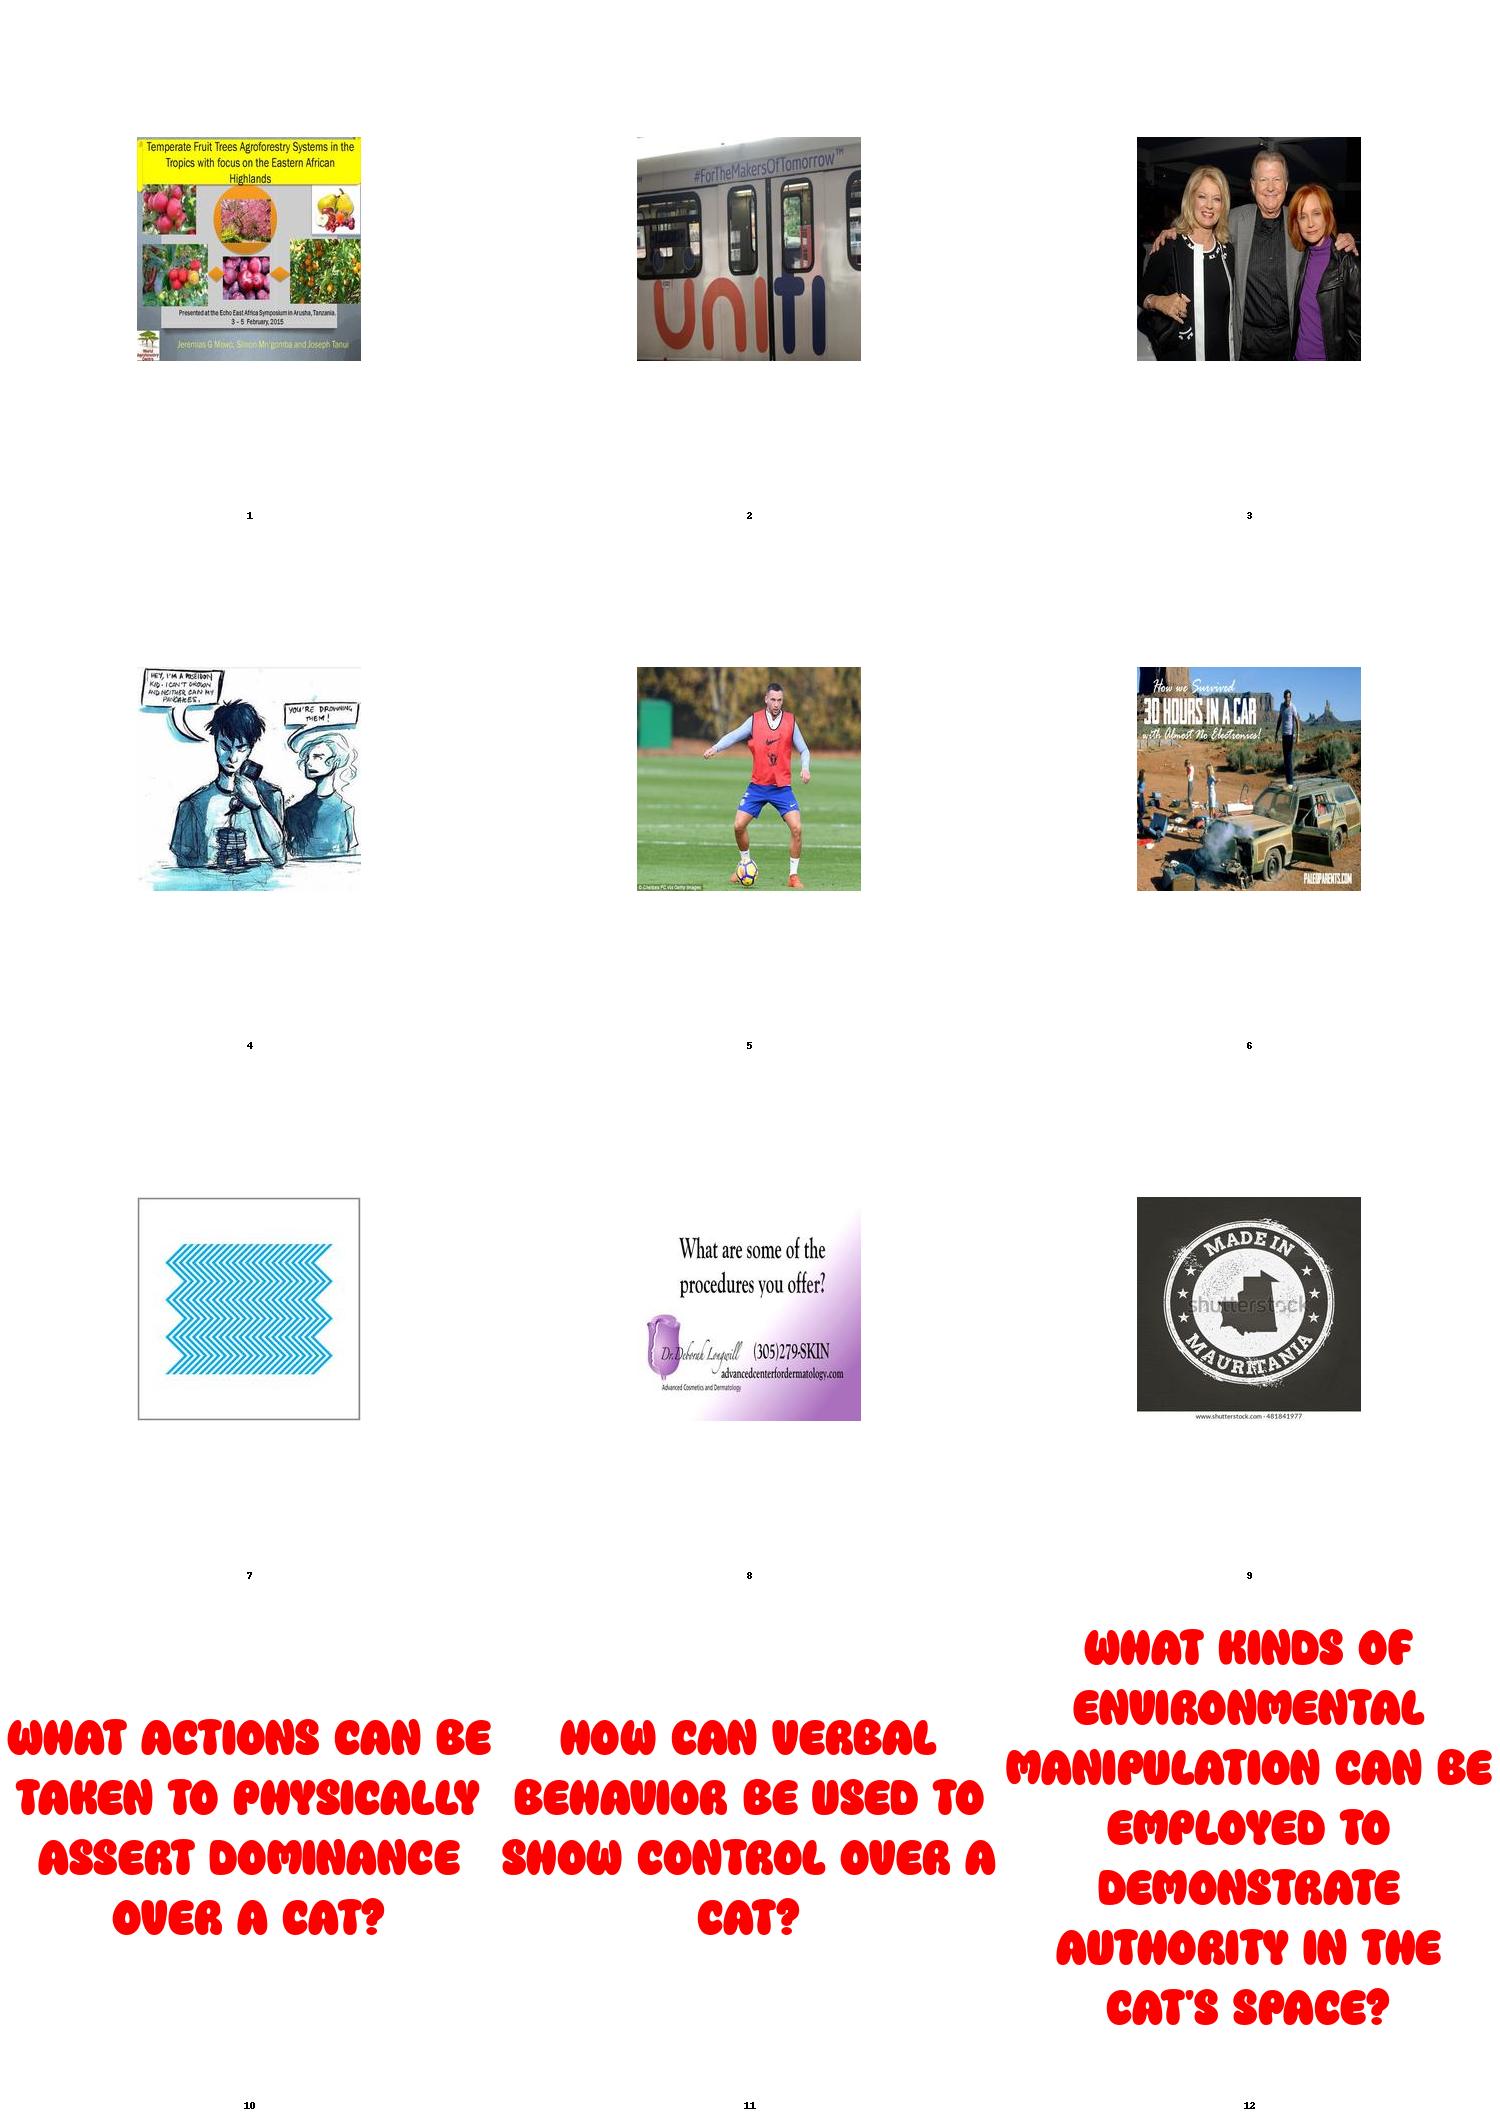 Temperate Fruit Trees Agroforestry Systems in the
Tropics with focus on the Eastern African
Highlands
Presented at the Echo East Africa Symposium in Arusha, Tanzania.
3 - 5 February, 2015
Jeremias G Mowo, Simon Mn'gomba and Joseph Tanui
World
Agroforestry
Centre
1
#ForTheMakersOfTomorrow™
uniti
2
3
HEY, I'M A POSEIDON
KID. I CAN'T DROWN
AND NEITHER CAN MY
PANCAKES.
YOU'RE DROWNING
THEM!
4
© Chelsea FC via Getty Images
5
How we Survived
30 HOURS IN A CAR
with Almost No Electronics!
PALEOPARENTS.COM
6
7
What are some of the
procedures you offer?
Dr. Deborah Longwill
(305)279-SKIN
advancedcenterfordermatology.com
Advanced Cosmetics and Dermatology
8
MADE IN
shutterstock
MAURITANIA
www.shutterstock.com · 481841977
9
WHAT ACTIONS CAN BE
TAKEN TO PHYSICALLY
ASSERT DOMINANCE
OVER A CAT?
10
HOW CAN VERBAL
BEHAVIOR BE USED TO
SHOW CONTROL OVER A
CAT?
11
WHAT KINDS OF
ENVIRONMENTAL
MANIPULATION CAN BE
EMPLOYED TO
DEMONSTRATE
AUTHORITY IN THE
CAT'S SPACE?
12